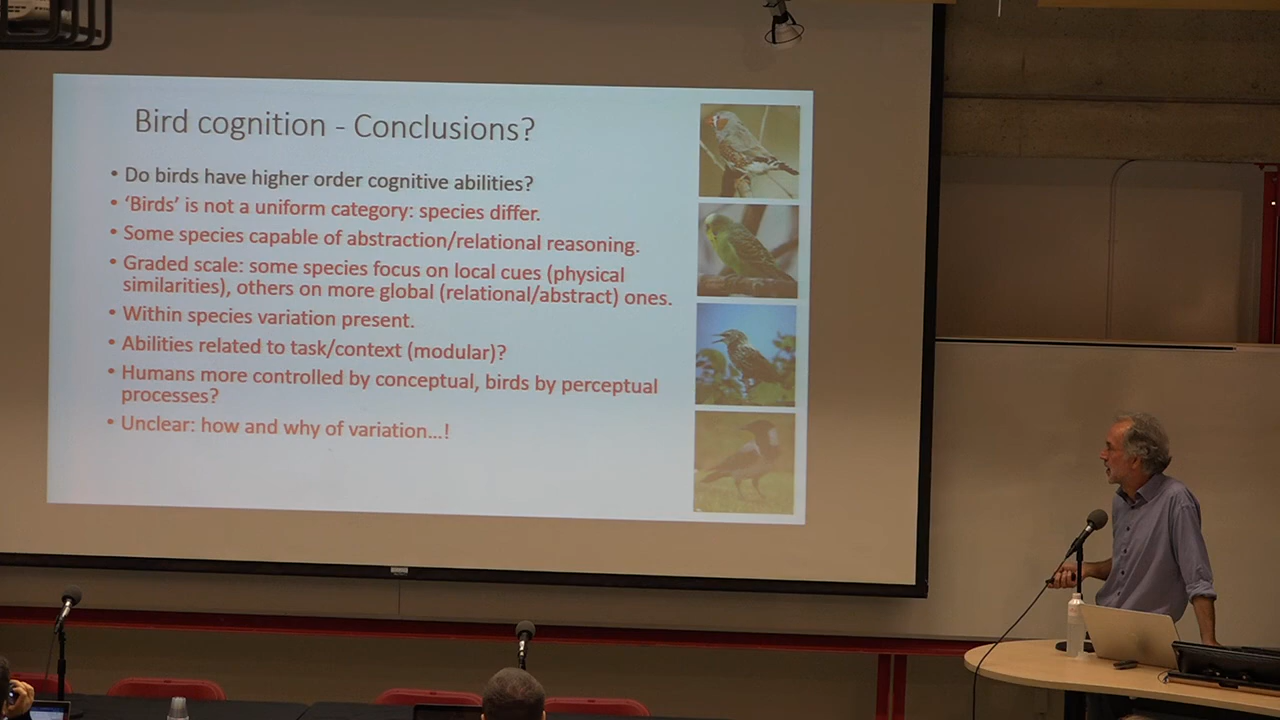 Bird cognition - Conclusions?
• Do birds have higher order cognitive abilities?
• 'Birds' is not a uniform category: species differ.
• Some species capable of abstraction/relational reasoning.
• Graded scale: some species focus on local cues (physical
similarities), others on more global (relational/abstract) ones.
• Within species variation present.
• Abilities related to task/context (modular)?
• Humans more controlled by conceptual, birds by perceptual
processes?
• Unclear: how and why of variation...!